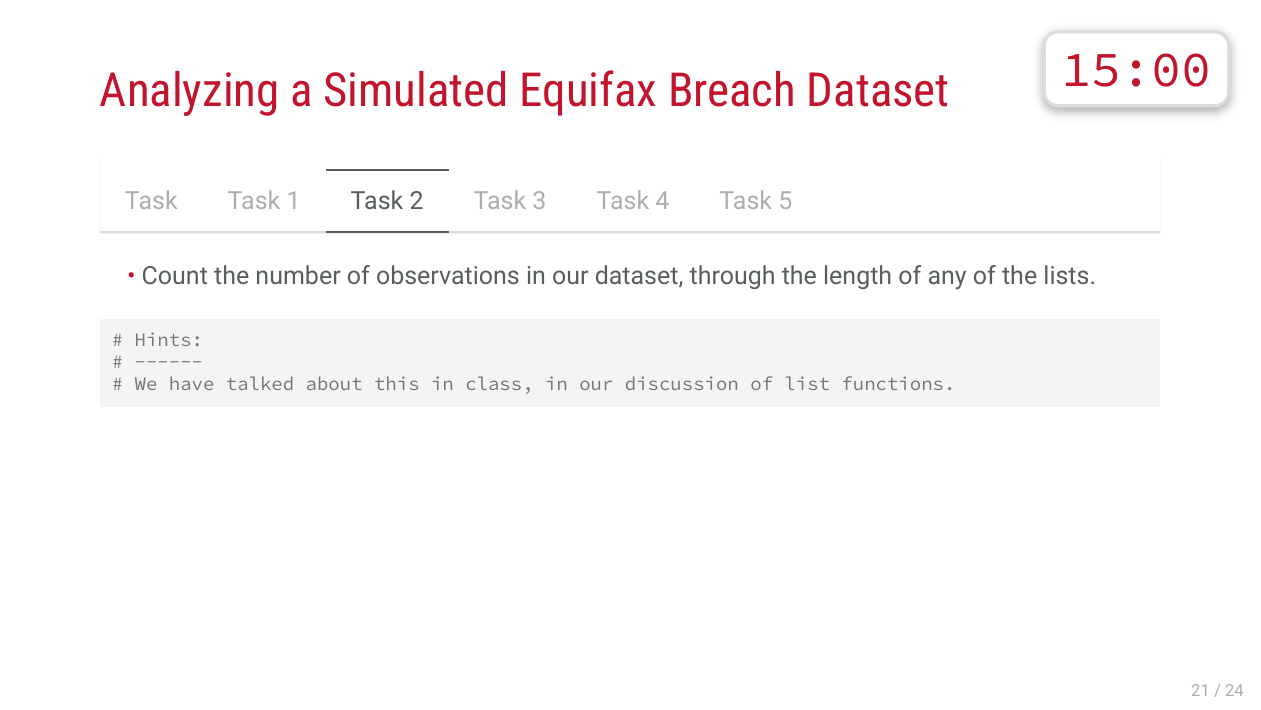 Analyzing a Simulated Equifax Breach Dataset
15:00
Task Task 1 Task 2 Task 3 Task 4 Task 5
• Count the number of observations in our dataset, through the length of any of the lists.
# Hints:
# ------
# We have talked about this in class, in our discussion of list functions.
21 / 24